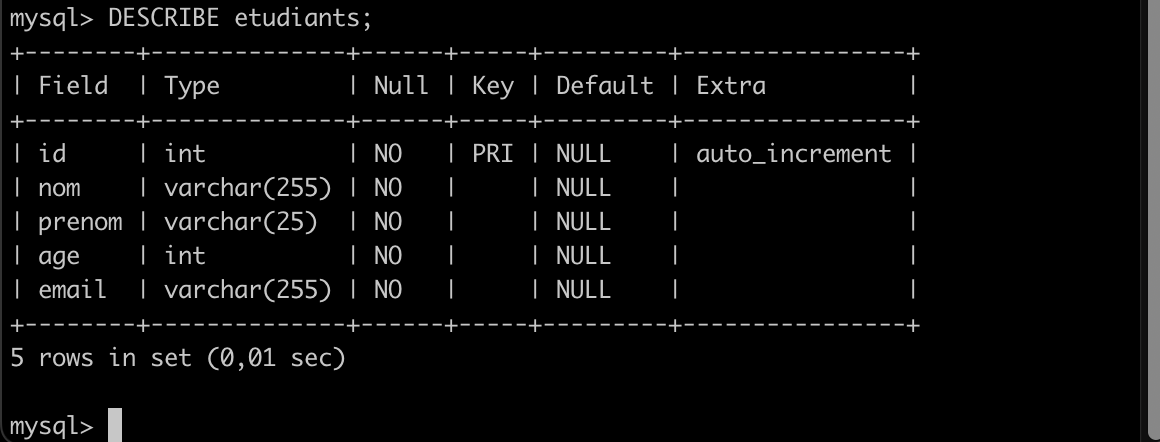 mysql> DESCRIBE etudiants;
+--------+--------------+------+-----+---------+----------------+
| Field  | Type         | Null | Key | Default | Extra          |
+--------+--------------+------+-----+---------+----------------+
| id     | int          | NO   | PRI | NULL    | auto_increment |
| nom    | varchar(255) | NO   |     | NULL    |                |
| prenom | varchar(25)  | NO   |     | NULL    |                |
| age    | int          | NO   |     | NULL    |                |
| email  | varchar(255) | NO   |     | NULL    |                |
+--------+--------------+------+-----+---------+----------------+
5 rows in set (0,01 sec)
mysql>